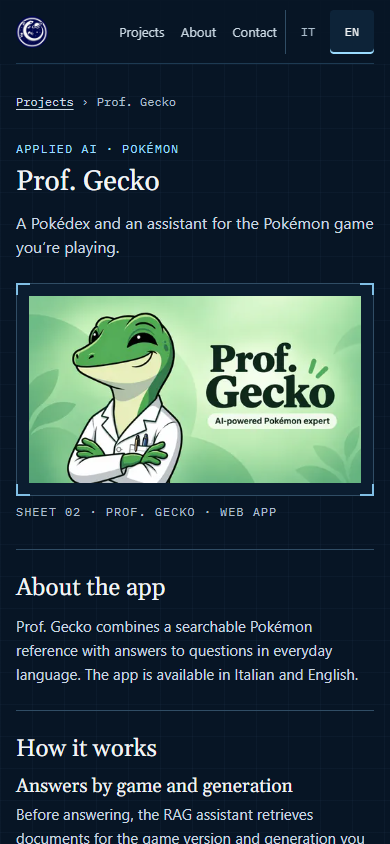 Projects About Contact IT EN
Projects › Prof. Gecko
APPLIED AI · POKÉMON
Prof. Gecko
A Pokédex and an assistant for the Pokémon game
you're playing.
Prof.
Gecko
AI-powered Pokémon expert
SHEET 02 · PROF. GECKO · WEB APP
About the app
Prof. Gecko combines a searchable Pokémon
reference with answers to questions in everyday
language. The app is available in Italian and English.
How it works
Answers by game and generation
Before answering, the RAG assistant retrieves
documents for the game version and generation you